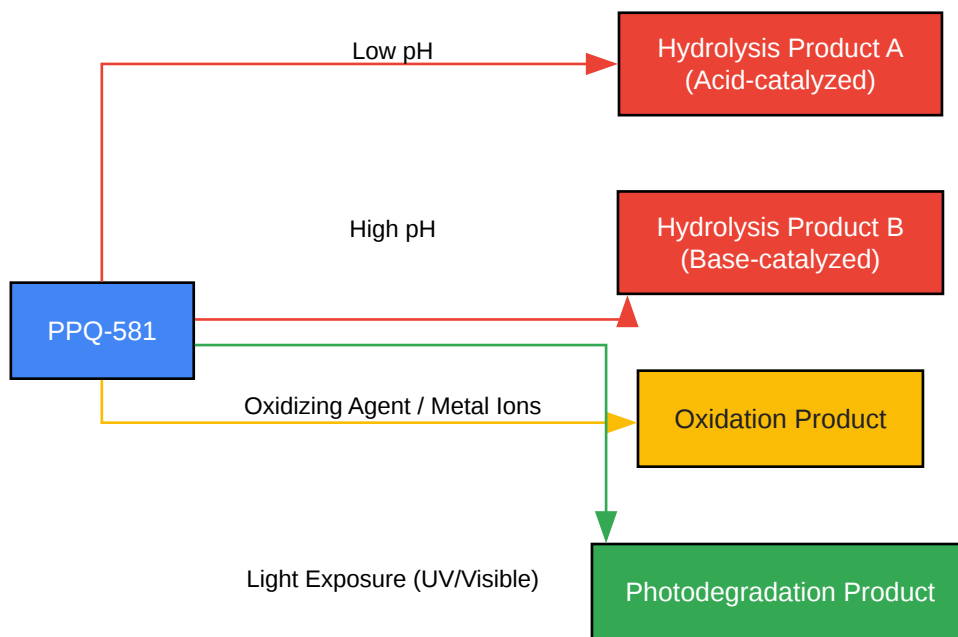 Low pH
Hydrolysis Product A
(Acid-catalyzed)
High pH
Hydrolysis Product B
(Base-catalyzed)
PPQ-581
Oxidizing Agent / Metal Ions
Oxidation Product
Light Exposure (UV/Visible)
Photodegradation Product